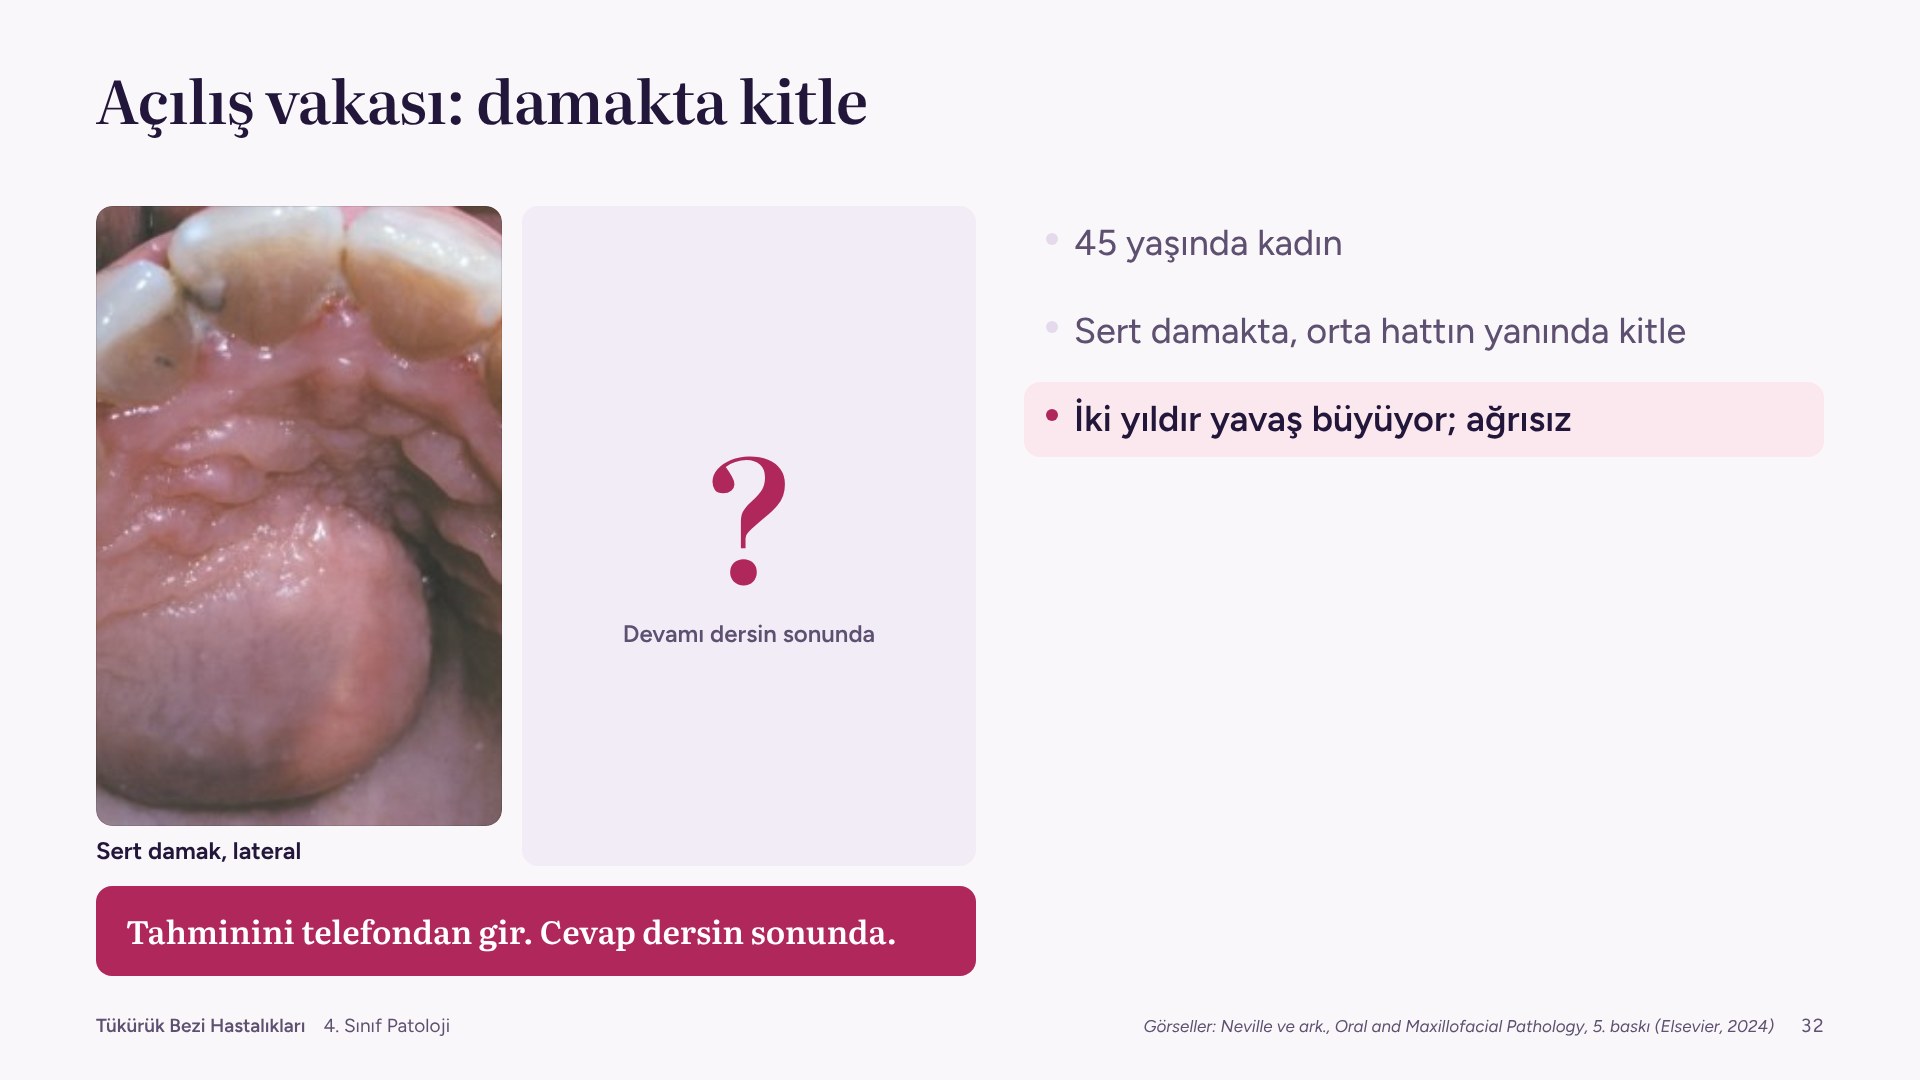 Açılış vakası: damakta kitle
?
Devamı dersin sonunda
Sert damak, lateral
Tahminini telefondan gir. Cevap dersin sonunda.
45 yaşında kadın
Sert damakta, orta hattın yanında kitle
İki yıldır yavaş büyüyor; ağrısız
Tükürük Bezi Hastalıkları 4. Sınıf Patoloji
Görseller: Neville ve ark., Oral and Maxillofacial Pathology, 5. baskı (Elsevier, 2024) 32